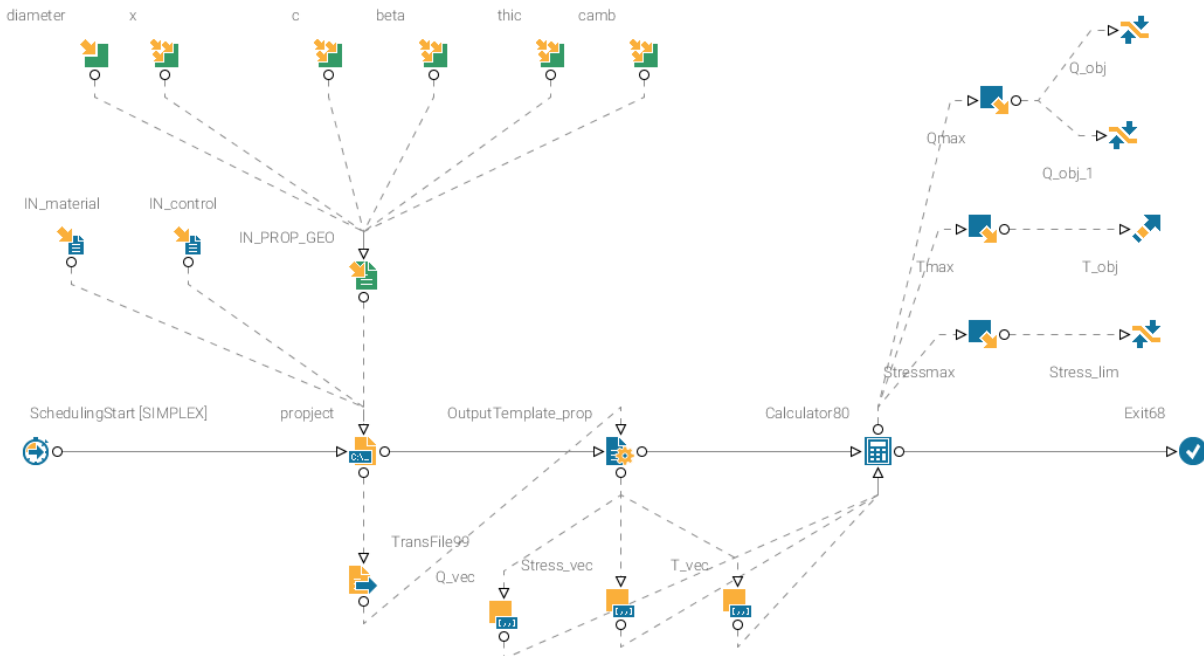 diameter
x
c
beta
thic
camb
Q_obj
Qmax
Q_obj_1
IN_material
IN_control
IN_PROP_GEO
Tmax
T_obj
Stressmax
Stress_lim
SchedulingStart [SIMPLEX]
propject
OutputTemplate_prop
Calculator80
Exit68
TransFile99
Q_vec
Stress_vec
T_vec